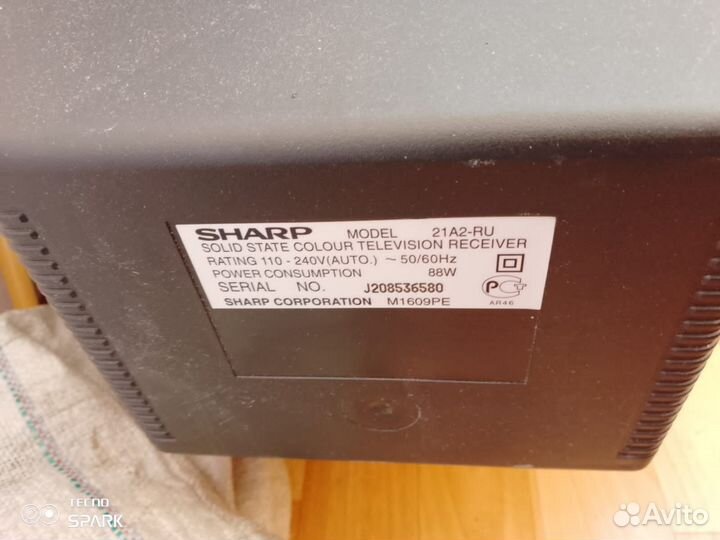 SHARP MODEL 21A2-RU
SOLID STATE COLOUR TELEVISION RECEIVER
RATING 110 - 240V(AUTO.) ~ 50/60Hz
POWER CONSUMPTION 88W
SERIAL NO. J208536580
SHARP CORPORATION M1609PE
РСТ
AR46
TECNO
SPARK
Avito